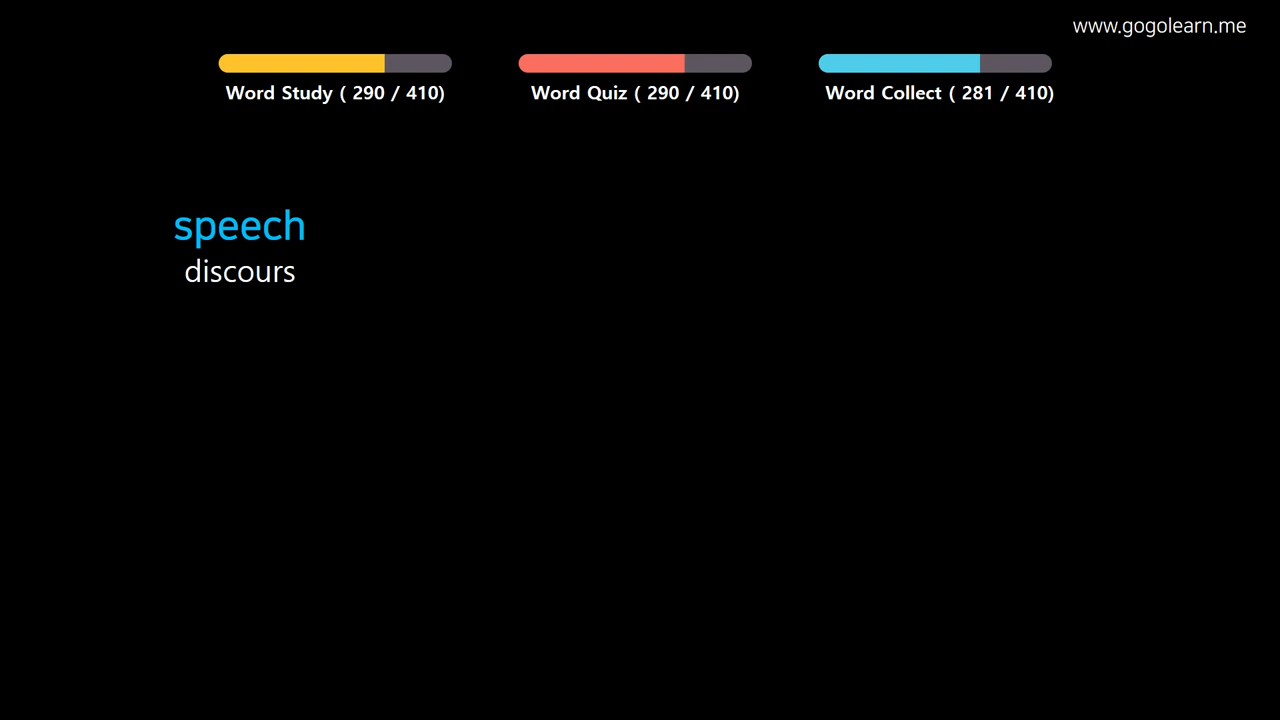 www.gogolearn.me
Word Study ( 290 / 410)
Word Quiz ( 290 / 410)
Word Collect ( 281 / 410)
speech
discours